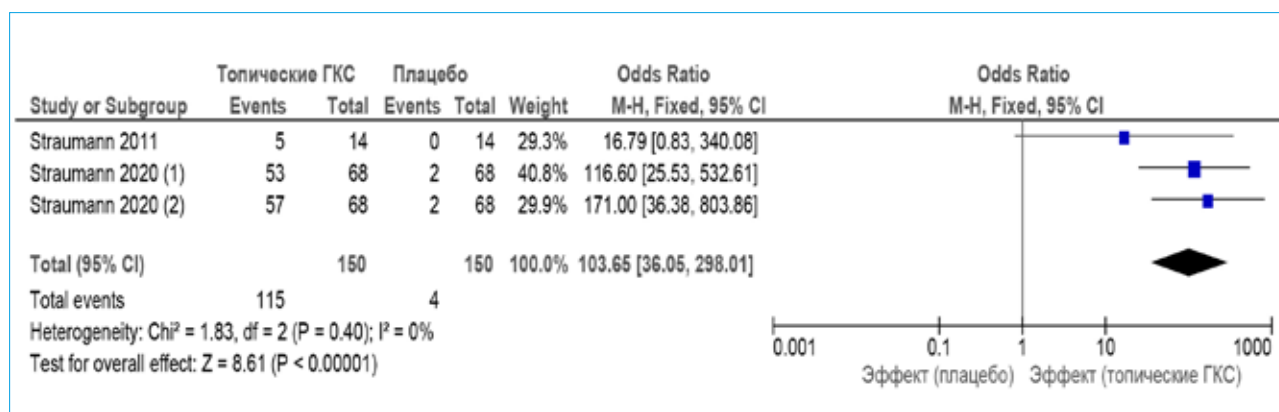 Топические ГКС Плацебо Odds Ratio Odds Ratio
Study or Subgroup Events Total Events Total Weight M-H, Fixed, 95% CI M-H, Fixed, 95% CI
Straumann 2011 5 14 0 14 29.3% 16.79 [0.83, 340.08]
Straumann 2020 (1) 53 68 2 68 40.8% 116.60 [25.53, 532.61]
Straumann 2020 (2) 57 68 2 68 29.9% 171.00 [36.38, 803.86]
Total (95% CI) 150 150 100.0% 103.65 [36.05, 298.01]
Total events 115 4
Heterogeneity: Chi² = 1.83, df = 2 (P = 0.40); I² = 0%
Test for overall effect: Z = 8.61 (P < 0.00001)
0.001 0.1 1 10 1000
Эффект (плацебо) Эффект (топические ГКС)